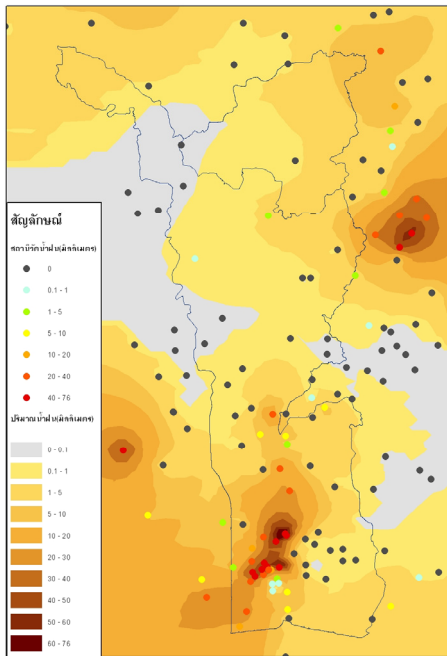 สัญลักษณ์
สถานีวัดน้ำฝน(มิลลิเมตร)
0
0.1 - 1
1 - 5
5 - 10
10 - 20
20 - 40
40 - 76
ปริมาณน้ำฝน(มิลลิเมตร)
0 - 0.1
0.1 - 1
1 - 5
5 - 10
10 - 20
20 - 30
30 - 40
40 - 50
50 - 60
60 - 76